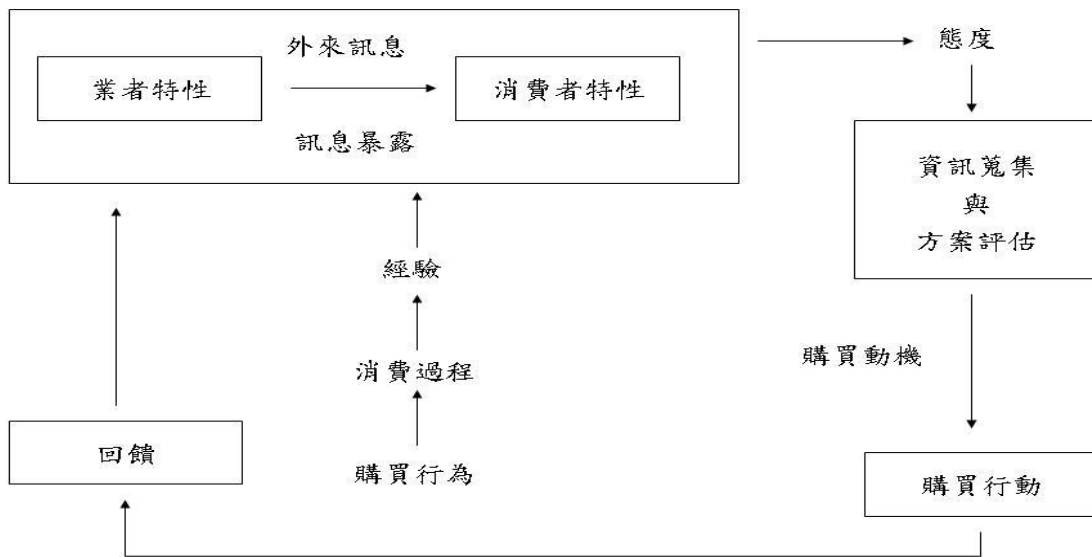 外來訊息
態度
業者特性
消費者特性
訊息暴露
資訊蒐集
與
方案評估
經驗
購買動機
消費過程
回饋
購買行為
購買行動